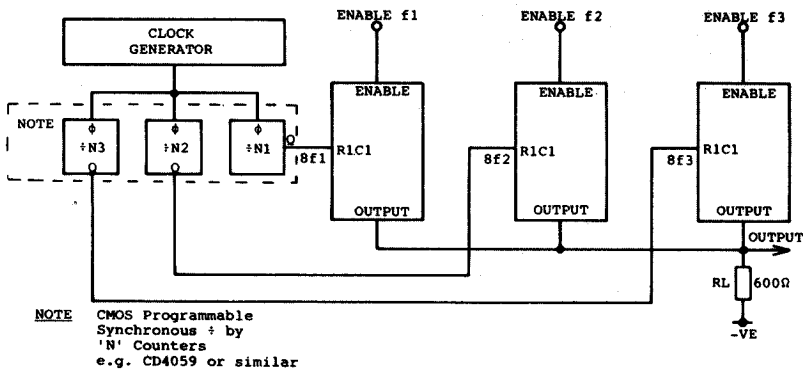 ENABLE f1
ENABLE f2
ENABLE f3
CLOCK
GENERATOR
ENABLE
ENABLE
ENABLE
NOTE
Φ
Φ
Φ
÷N3
÷N2
÷N1
Q
Q
Q
8f1
R1C1
8f2
R1C1
8f3
R1C1
OUTPUT
OUTPUT
OUTPUT
OUTPUT
RL
600Ω
-VE
NOTE CMOS Programmable
Synchronous ÷ by
'N' Counters
e.g. CD4059 or similar